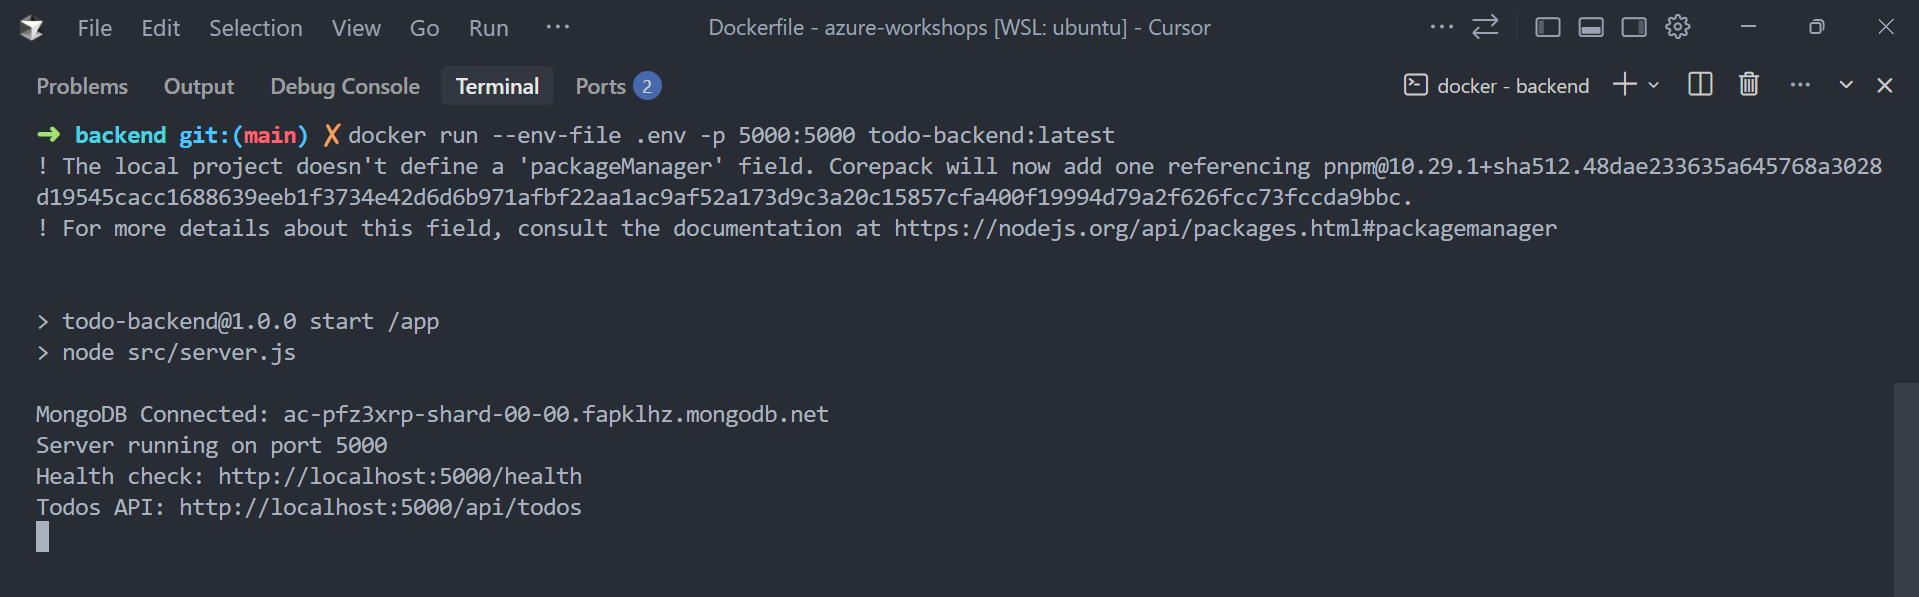 File Edit Selection View Go Run ··· Dockerfile - azure-workshops [WSL: ubuntu] - Cursor ···
Problems Output Debug Console Terminal Ports 2 docker - backend ···
➜ backend git:(main) ✗ docker run --env-file .env -p 5000:5000 todo-backend:latest
! The local project doesn't define a 'packageManager' field. Corepack will now add one referencing pnpm@10.29.1+sha512.48dae233635a645768a3028
d19545cacc1688639eeb1f3734e42d6d6b971afbf22aa1ac9af52a173d9c3a20c15857cfa400f19994d79a2f626fcc73fccda9bbc.
! For more details about this field, consult the documentation at https://nodejs.org/api/packages.html#packagemanager
> todo-backend@1.0.0 start /app
> node src/server.js
MongoDB Connected: ac-pfz3xrp-shard-00-00.fapklhz.mongodb.net
Server running on port 5000
Health check: http://localhost:5000/health
Todos API: http://localhost:5000/api/todos